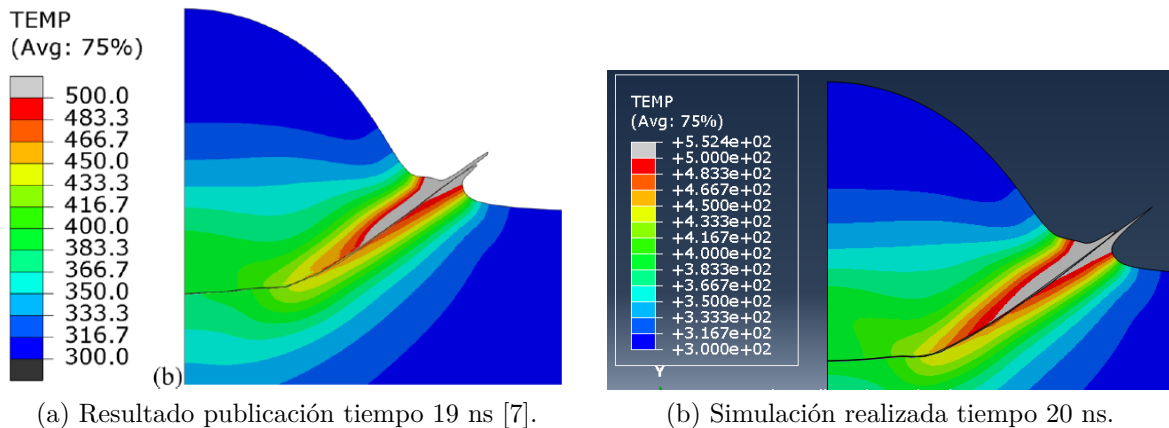 TEMP
(Avg: 75%)
500.0
483.3
466.7
450.0
433.3
416.7
400.0
383.3
366.7
350.0
333.3
316.7
300.0
(b)
TEMP
(Avg: 75%)
+5.524e+02
+5.000e+02
+4.833e+02
+4.667e+02
+4.500e+02
+4.333e+02
+4.167e+02
+4.000e+02
+3.833e+02
+3.667e+02
+3.500e+02
+3.333e+02
+3.167e+02
+3.000e+02
Y
(a) Resultado publicación tiempo 19 ns [7].
(b) Simulación realizada tiempo 20 ns.